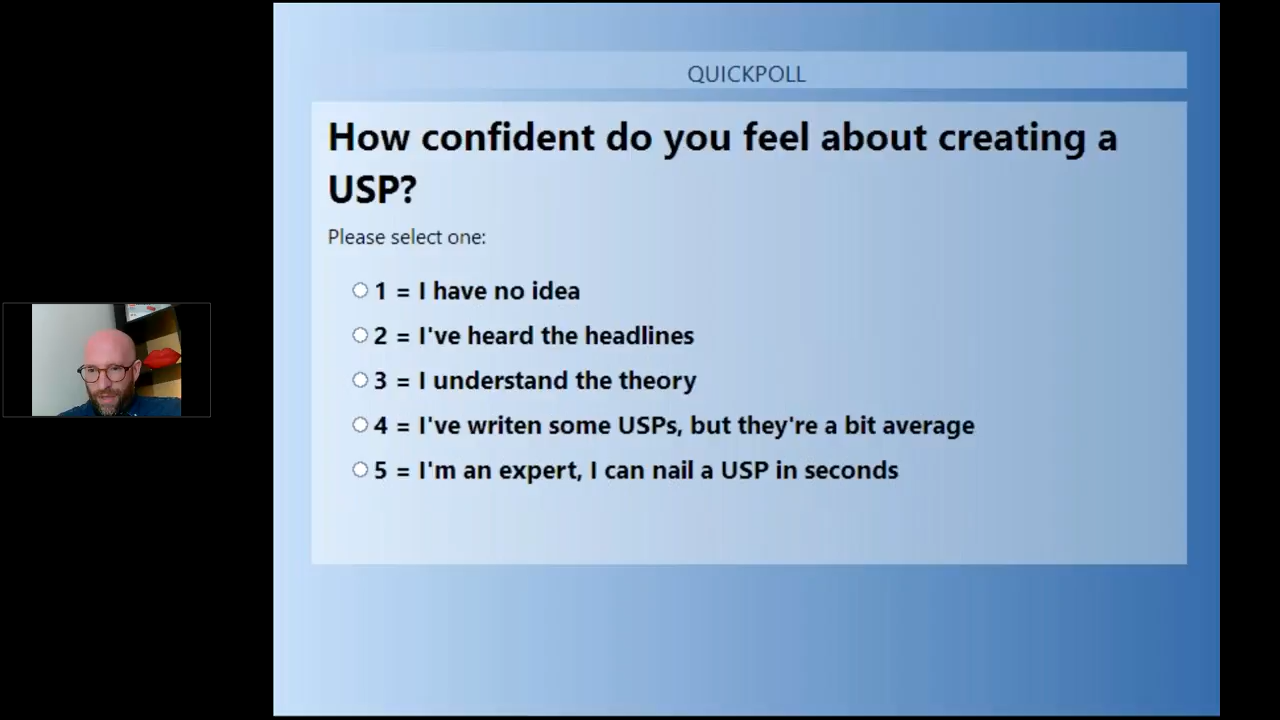 QUICKPOLL
How confident do you feel about creating a
USP?
Please select one:
1 = I have no idea
2 = I've heard the headlines
3 = I understand the theory
4 = I've writen some USPs, but they're a bit average
5 = I'm an expert, I can nail a USP in seconds